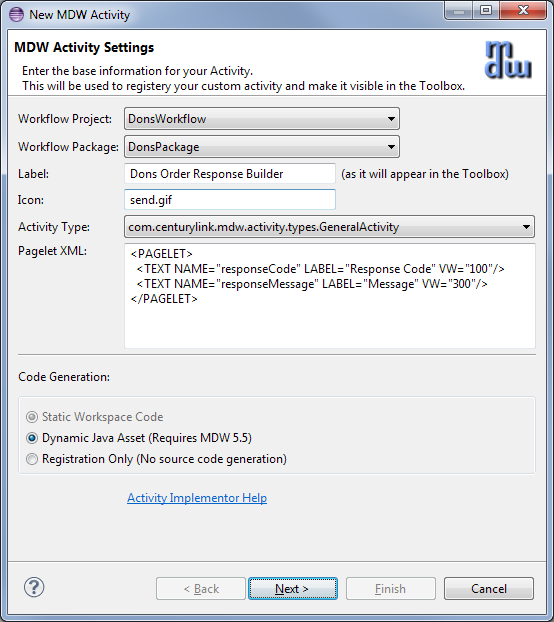 New MDW Activity
MDW Activity Settings
Enter the base information for your Activity.
This will be used to registery your custom activity and make it visible in the Toolbox.
mdw
Workflow Project: DonsWorkflow
Workflow Package: DonsPackage
Label: Dons Order Response Builder (as it will appear in the Toolbox)
Icon: send.gif
Activity Type: com.centurylink.mdw.activity.types.GeneralActivity
Pagelet XML: <PAGELET>
<TEXT NAME="responseCode" LABEL="Response Code" VW="100"/>
<TEXT NAME="responseMessage" LABEL="Message" VW="300"/>
</PAGELET>
Code Generation:
Static Workspace Code
Dynamic Java Asset (Requires MDW 5.5)
Registration Only (No source code generation)
Activity Implementor Help
? < Back Next > Finish Cancel